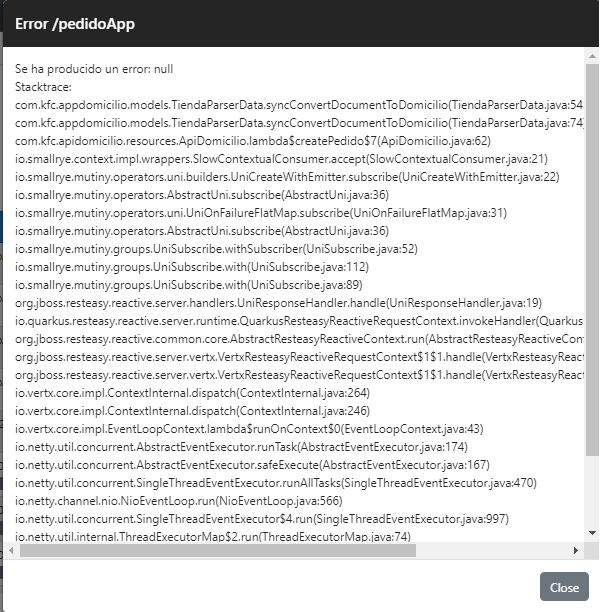 Error /pedidoApp
Se ha producido un error: null
Stacktrace:
com.kfc.appdomicilio.models.TiendaParserData.syncConvertDocumentToDomicilio(TiendaParserData.java:54
com.kfc.appdomicilio.models.TiendaParserData.syncConvertDocumentToDomicilio(TiendaParserData.java:74)
com.kfc.apidomicilio.resources.ApiDomicilio.lambda$createPedido$7(ApiDomicilio.java:62)
io.smallrye.context.impl.wrappers.SlowContextualConsumer.accept(SlowContextualConsumer.java:21)
io.smallrye.mutiny.operators.uni.builders.UniCreateWithEmitter.subscribe(UniCreateWithEmitter.java:22)
io.smallrye.mutiny.operators.AbstractUni.subscribe(AbstractUni.java:36)
io.smallrye.mutiny.operators.uni.UniOnFailureFlatMap.subscribe(UniOnFailureFlatMap.java:31)
io.smallrye.mutiny.operators.AbstractUni.subscribe(AbstractUni.java:36)
io.smallrye.mutiny.groups.UniSubscribe.withSubscriber(UniSubscribe.java:52)
io.smallrye.mutiny.groups.UniSubscribe.with(UniSubscribe.java:112)
io.smallrye.mutiny.groups.UniSubscribe.with(UniSubscribe.java:89)
org.jboss.resteasy.reactive.server.handlers.UniResponseHandler.handle(UniResponseHandler.java:19)
io.quarkus.resteasy.reactive.server.runtime.QuarkusResteasyReactiveRequestContext.invokeHandler(Quarkus
org.jboss.resteasy.reactive.common.core.AbstractResteasyReactiveContext.run(AbstractResteasyReactiveCont
org.jboss.resteasy.reactive.server.vertx.VertxResteasyReactiveRequestContext$1$1.handle(VertxResteasyReact
org.jboss.resteasy.reactive.server.vertx.VertxResteasyReactiveRequestContext$1$1.handle(VertxResteasyReact
io.vertx.core.impl.ContextInternal.dispatch(ContextInternal.java:264)
io.vertx.core.impl.ContextInternal.dispatch(ContextInternal.java:246)
io.vertx.core.impl.EventLoopContext.lambda$runOnContext$0(EventLoopContext.java:43)
io.netty.util.concurrent.AbstractEventExecutor.runTask(AbstractEventExecutor.java:174)
io.netty.util.concurrent.AbstractEventExecutor.safeExecute(AbstractEventExecutor.java:167)
io.netty.util.concurrent.SingleThreadEventExecutor.runAllTasks(SingleThreadEventExecutor.java:470)
io.netty.channel.nio.NioEventLoop.run(NioEventLoop.java:566)
io.netty.util.concurrent.SingleThreadEventExecutor$4.run(SingleThreadEventExecutor.java:997)
io.netty.util.internal.ThreadExecutorMap$2.run(ThreadExecutorMap.java:74)
Close